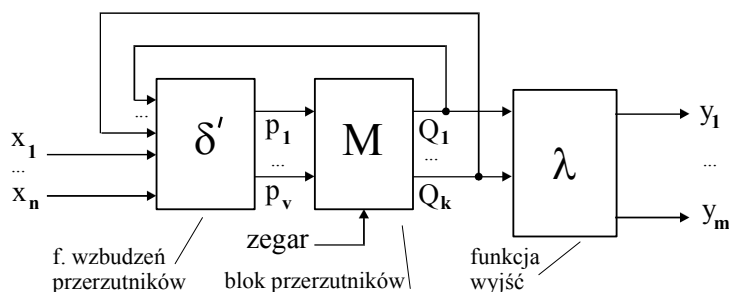 x1
...
xn
...
δ'
p1
...
pv
M
Q1
...
Qk
λ
y1
...
ym
zegar
f. wzbudzeń
przerzutników
blok przerzutników
funkcja
wyjść